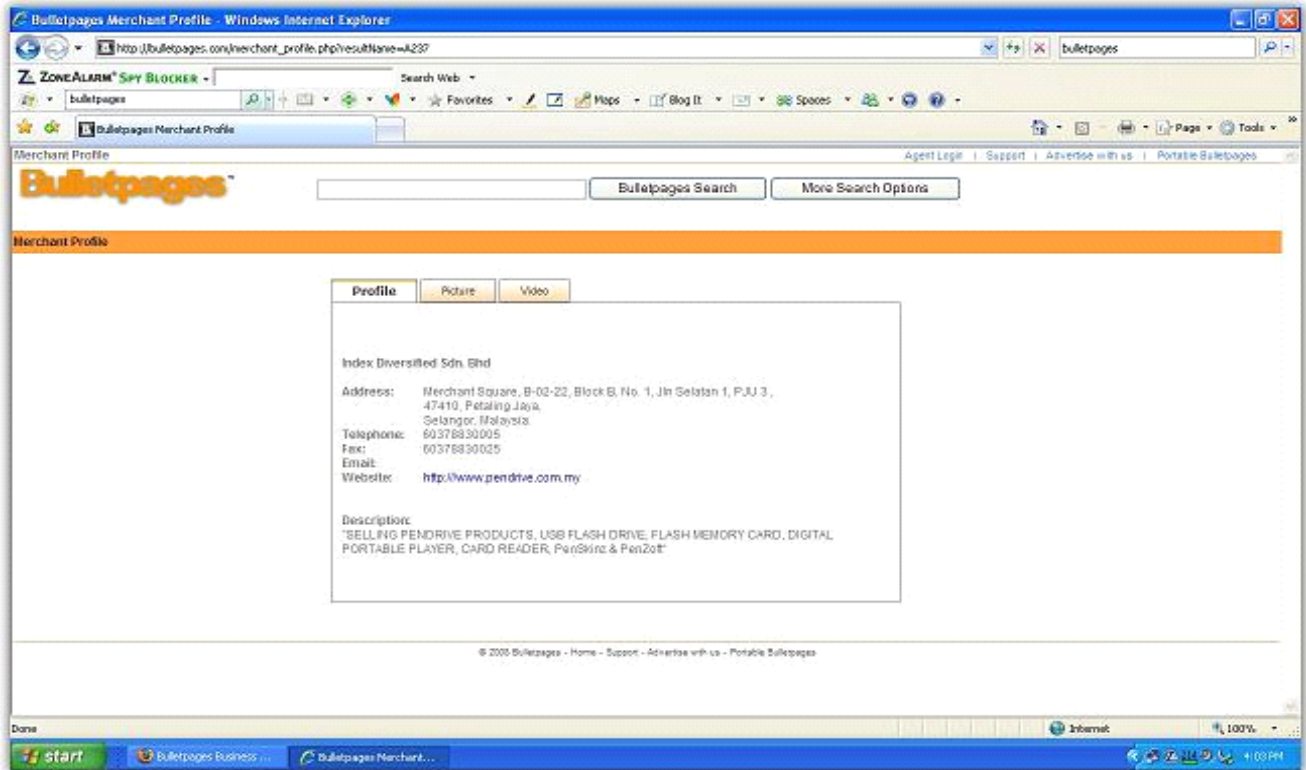 Bulletpages Merchant Profile - Windows Internet Explorer
http://bulletpages.com/merchant_profile.php?resultName=A237
bulletpages
ZONEALARM® SPY BLOCKER
Search Web
bulletpages
Favorites Maps Blog It Spaces
Bulletpages Merchant Profile
Page Tools
Merchant Profile
Agent Login | Support | Advertise with us | Portable Bulletpages
Bulletpages™
Bulletpages Search
More Search Options
Merchant Profile
Profile Picture Video
Index Diversified Sdn. Bhd
Address: Merchant Square, B-02-22, Block B, No. 1, Jln Selatan 1, PJU 3,
47410, Petaling Jaya,
Selangor, Malaysia
Telephone: 60378830005
Fax: 60378830025
Email:
Website: http://www.pendrive.com.my
Description:
"SELLING PENDRIVE PRODUCTS, USB FLASH DRIVE, FLASH MEMORY CARD, DIGITAL
PORTABLE PLAYER, CARD READER, PenSkinz & PenZoft"
© 2008 Bulletpages - Home - Support - Advertise with us - Portable Bulletpages
Done
Internet
100%
start
Bulletpages Business ...
Bulletpages Merchant...
4:03 PM